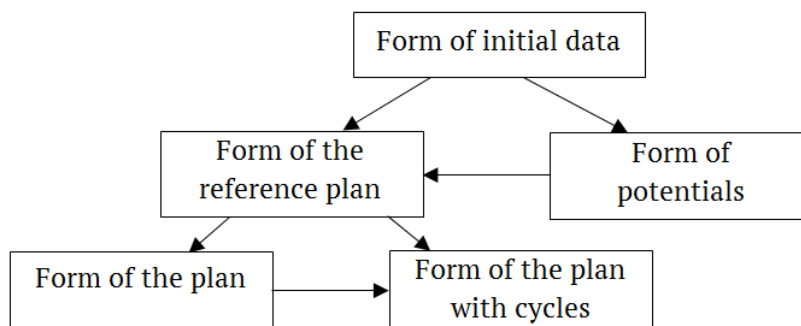 Form of initial data
Form of the
reference plan
Form of
potentials
Form of the plan
Form of the plan
with cycles